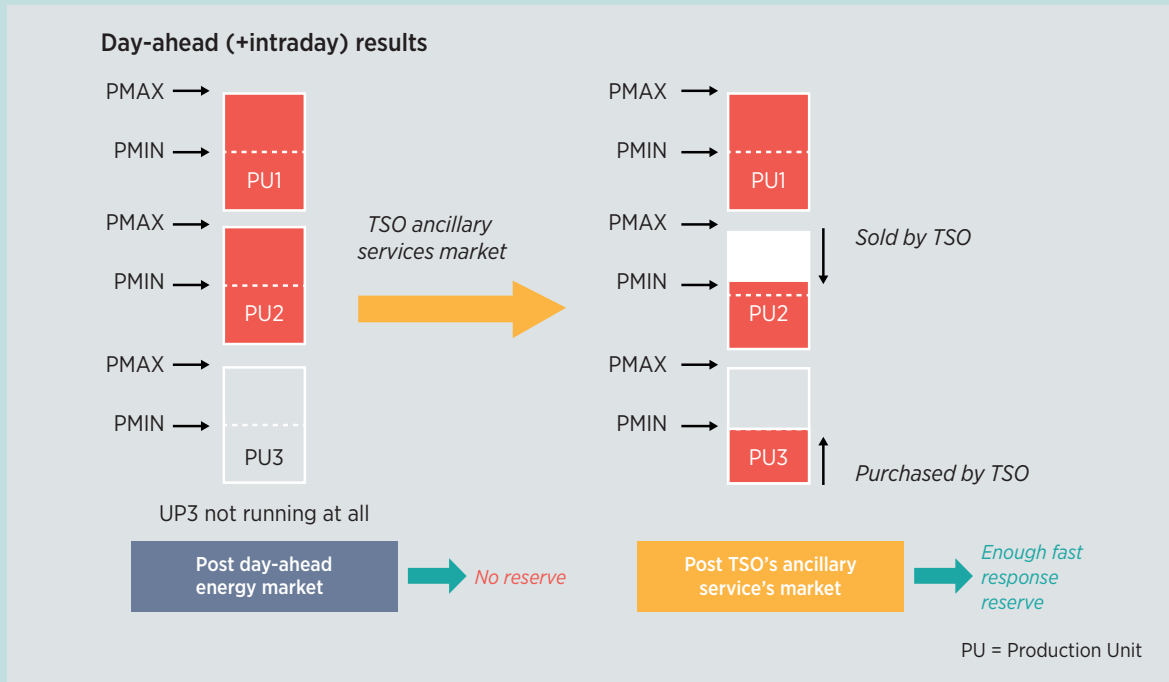 Day-ahead (+intraday) results
PMAX
PMIN
PU1
PMAX
PMIN
PU2
PMAX
PMIN
PU3
UP3 not running at all
Post day-ahead
energy market
No reserve
TSO ancillary
services market
PMAX
PMIN
PU1
PMAX
PMIN
PU2
Sold by TSO
PMAX
PMIN
PU3
Purchased by TSO
Post TSO's ancillary
service's market
Enough fast
response
reserve
PU = Production Unit